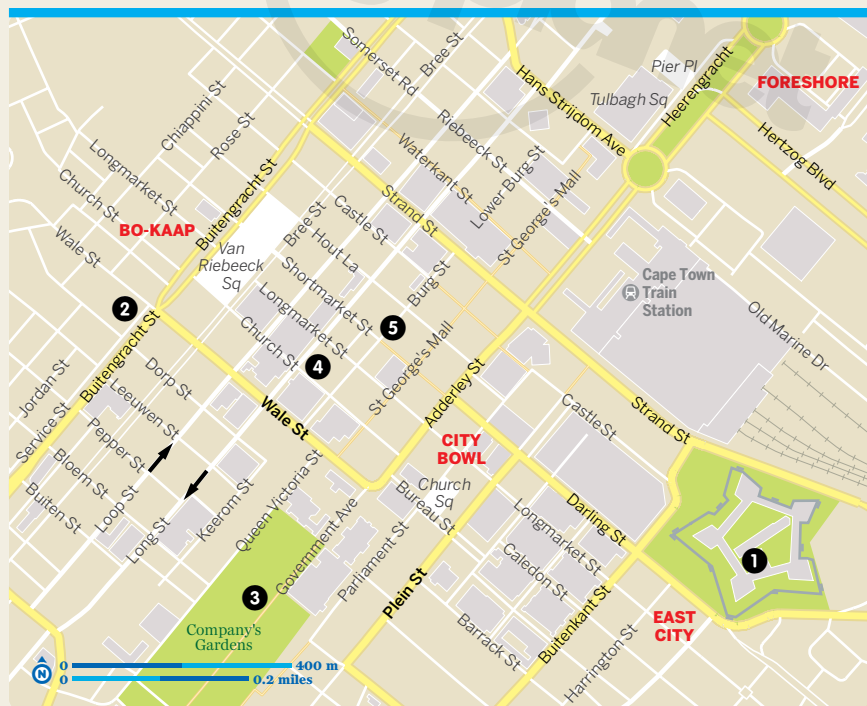 Somerset Rd
Bree St
Pier Pl
Hans Strijdom Ave
Tulbagh Sq
Heerengracht
FORESHORE
Chiappini St
Rose St
Riebeeck St
Waterkant St
Lower Burg St
Hertzog Blvd
Longmarket St
Church St
Buitengracht St
Strand St
St George's Mall
BO-KAAP
Wale St
Van
Riebeeck
Sq
Bree St
Hout La
Castle St
Burg St
Cape Town
Train
Station
Old Marine Dr
2
Shortmarket St
Longmarket St
Church St
5
4
St George's Mall
Adderley St
Jordan St
Service St
Buitengracht St
Dorp St
Leeuwen St
Wale St
Castle St
Strand St
CITY
BOWL
Pepper St
Bloem St
Buiten St
Loop St
Long St
Keerom St
Queen Victoria St
Government Ave
Church
Sq
Bureau St
Parliament St
Plein St
Darling St
Longmarket St
Caledon St
Barrack St
Buitenkant St
Harrington St
1
EAST
CITY
3
Company's
Gardens
N
0 400 m
0 0.2 miles